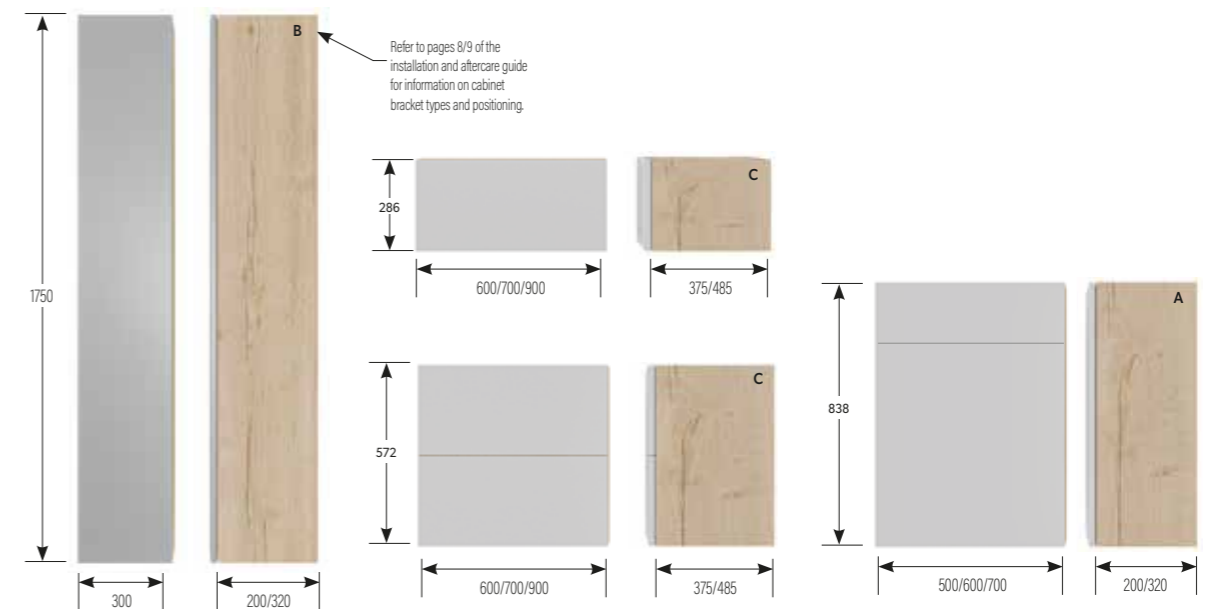 B
Refer to pages 8/9 of the
installation and aftercare guide
for information on cabinet
bracket types and positioning.
1750
300
200/320
286
600/700/900
C
375/485
572
600/700/900
C
375/485
838
500/600/700
A
200/320